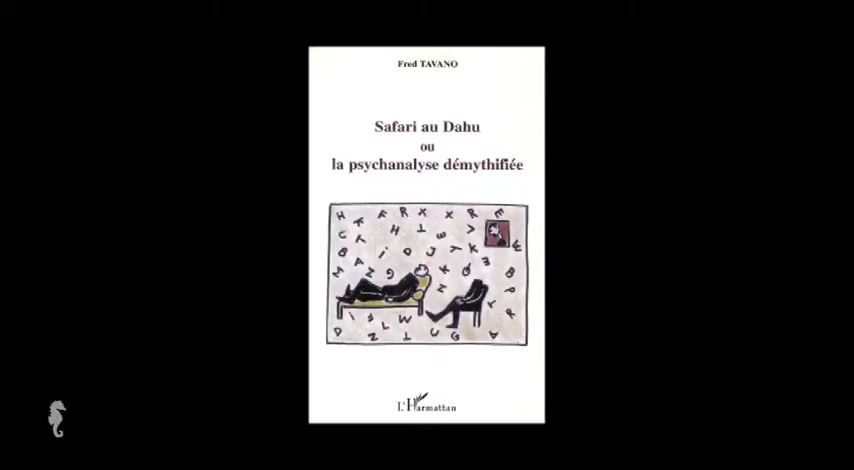 Fred TAVANO
Safari au Dahu
ou
la psychanalyse démythifiée
L'Harmattan